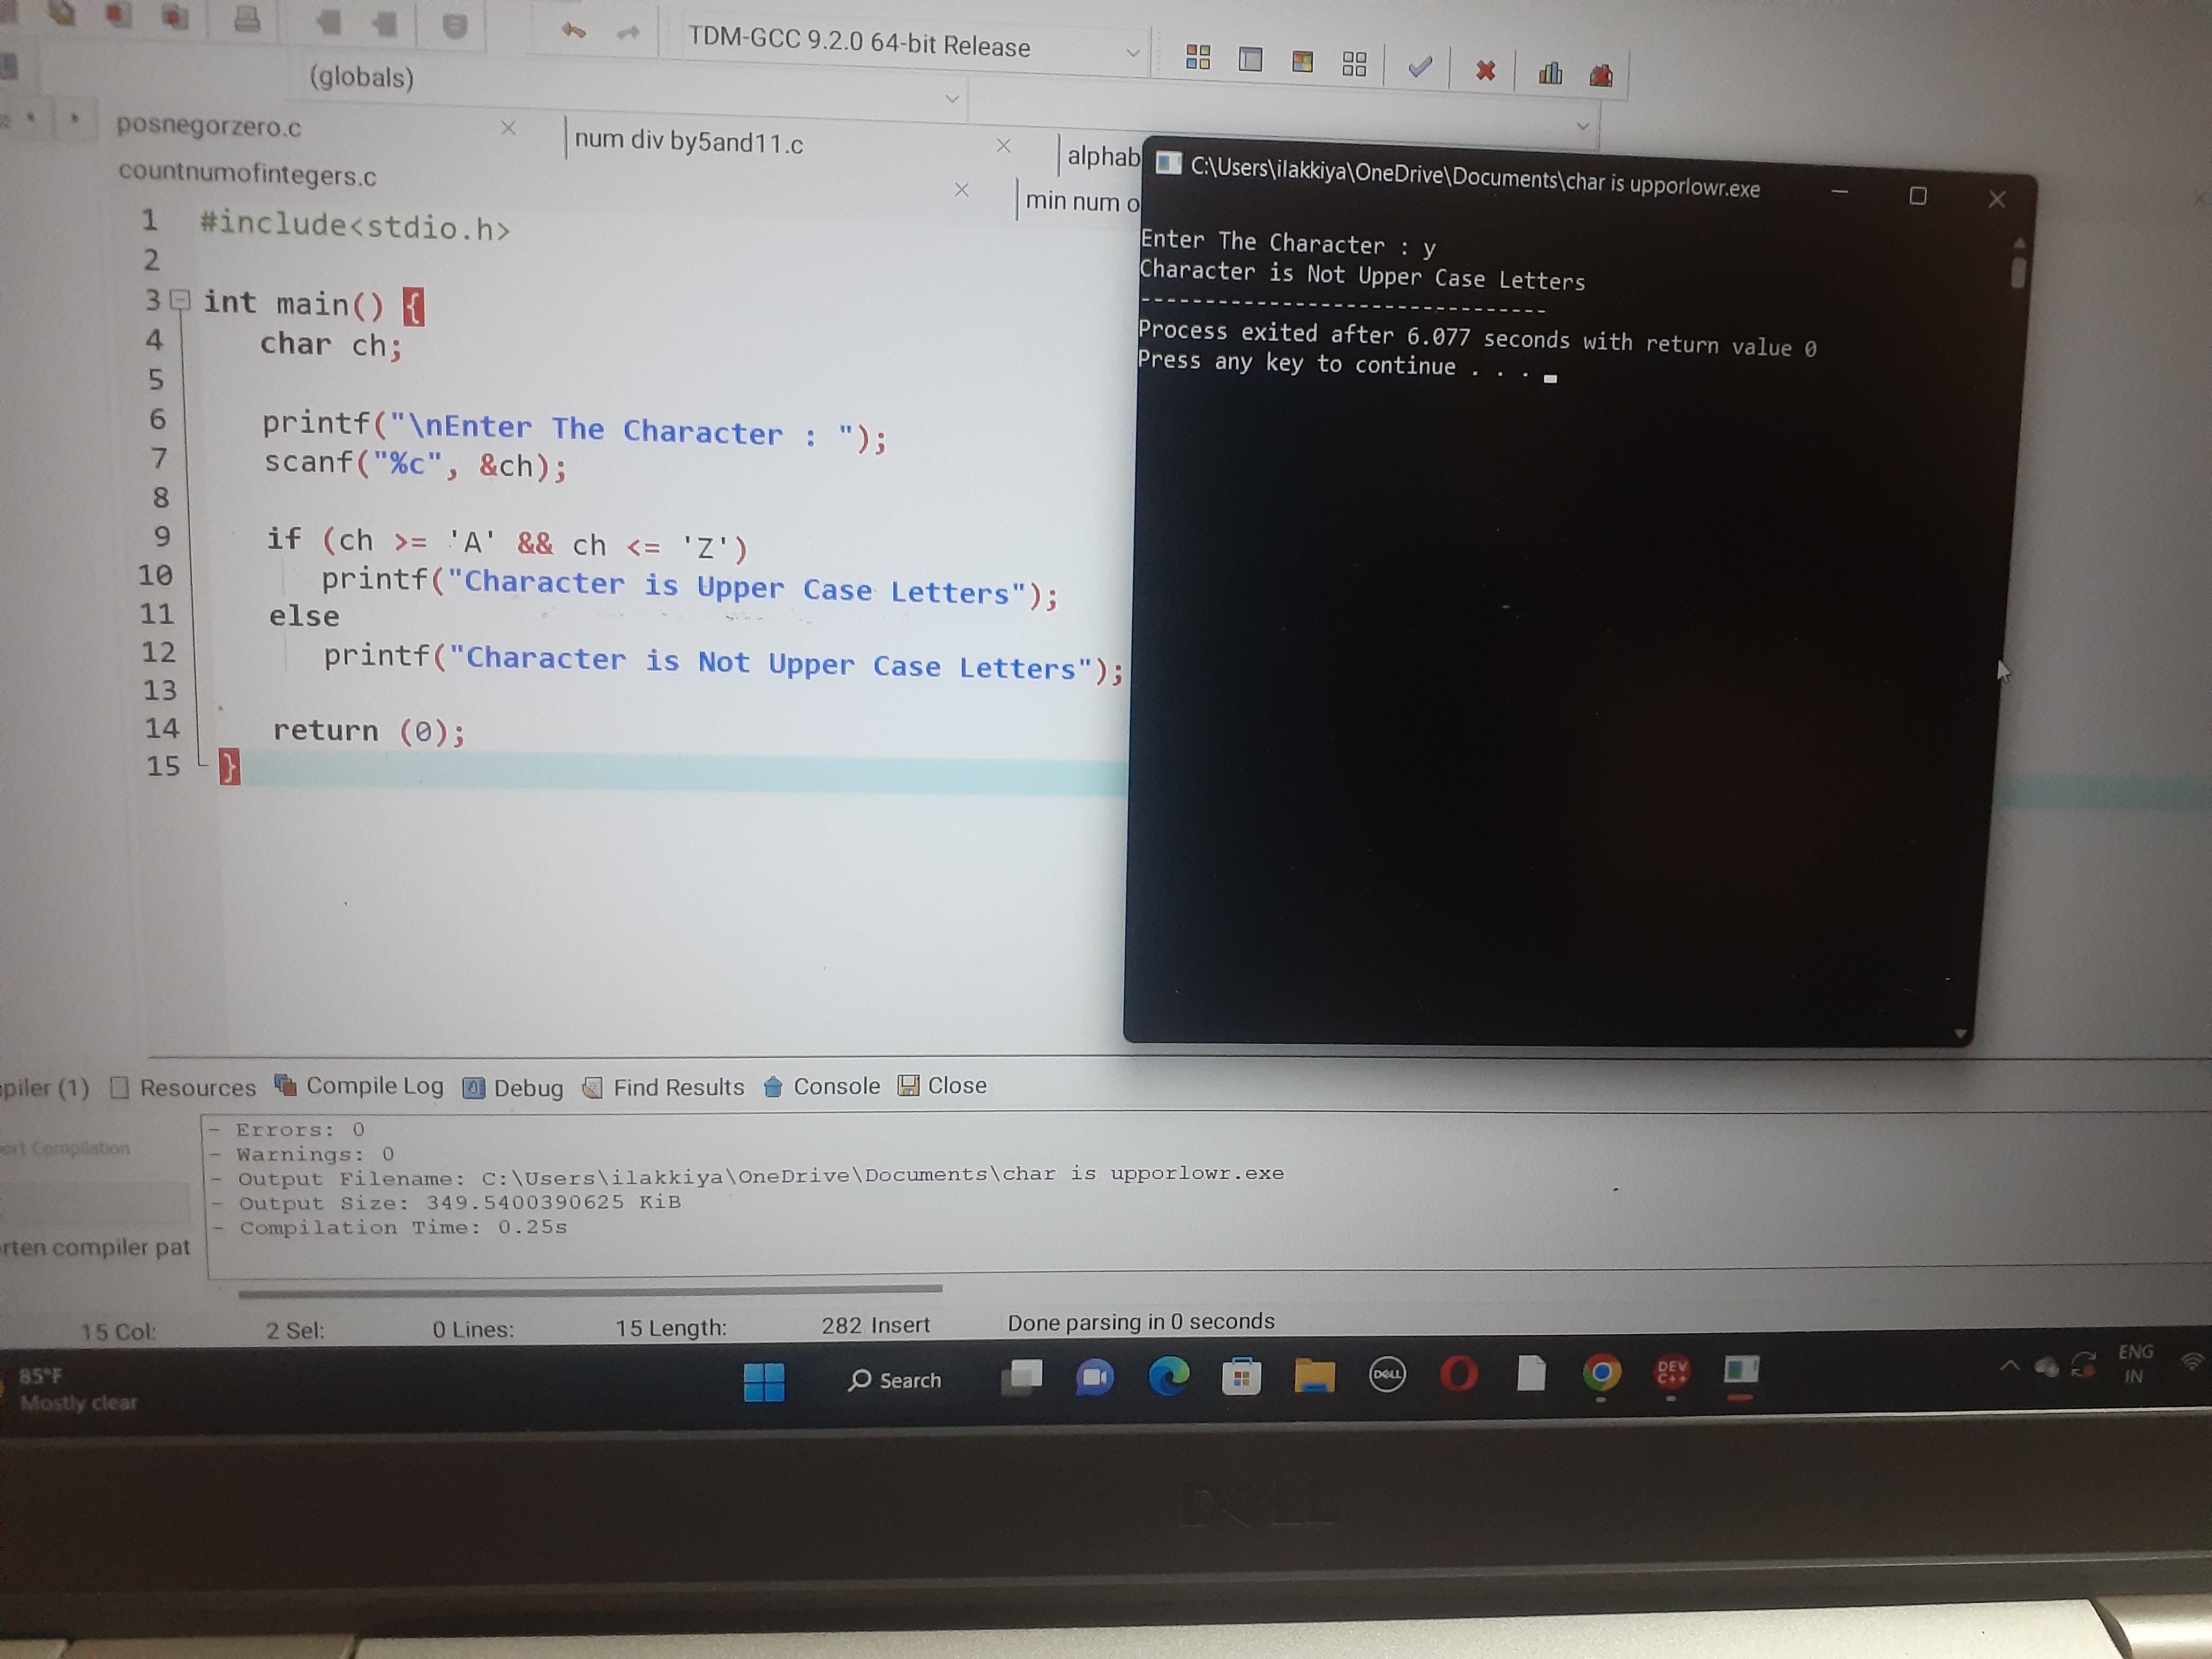 TDM-GCC 9.2.0 64-bit Release
(globals)
posnegorzero.c
num div by5and11.c
alphab
countnumofintegers.c
min num o
1 #include<stdio.h>
2
3 int main() {
4 char ch;
5
6 printf("\nEnter The Character : ");
7 scanf("%c", &ch);
8
9 if (ch >= 'A' && ch <= 'Z')
10 printf("Character is Upper Case Letters");
11 else
12 printf("Character is Not Upper Case Letters");
13
14 return (0);
15 }
C:\Users\ilakkiya\OneDrive\Documents\char is upporlowr.exe
Enter The Character : y
Character is Not Upper Case Letters
--------------------------------
Process exited after 6.077 seconds with return value 0
Press any key to continue . . .
piler (1) Resources Compile Log Debug Find Results Console Close
ort Compilation
rten compiler pat
- Errors: 0
- Warnings: 0
- Output Filename: C:\Users\ilakkiya\OneDrive\Documents\char is upporlowr.exe
- Output Size: 349.5400390625 KiB
- Compilation Time: 0.25s
15 Col: 2 Sel: 0 Lines: 15 Length: 282 Insert Done parsing in 0 seconds
85°F
Mostly clear
Search
DELL
DEV
C++
ENG
IN
DELL